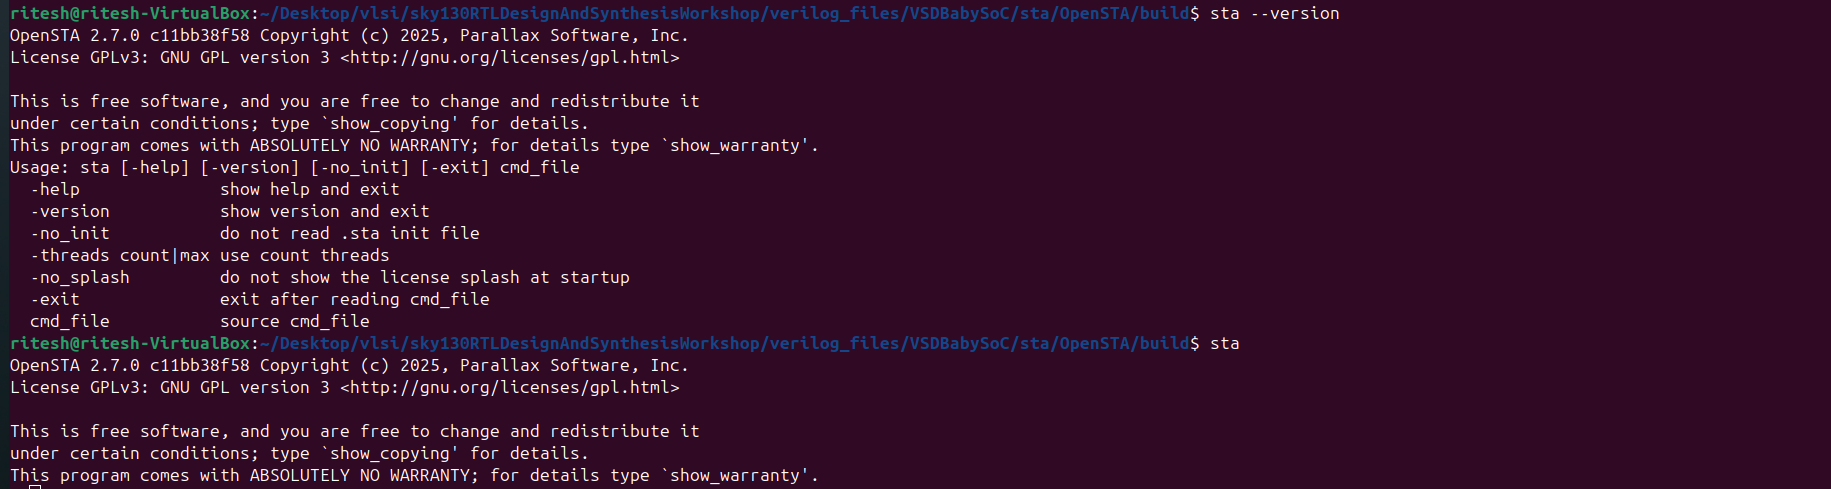 ritesh@ritesh-VirtualBox:~/Desktop/vlsi/sky130RTLDesignAndSynthesisWorkshop/verilog_files/VSDBabySoC/sta/OpenSTA/build$ sta --version
OpenSTA 2.7.0 c11bb38f58 Copyright (c) 2025, Parallax Software, Inc.
License GPLv3: GNU GPL version 3 <http://gnu.org/licenses/gpl.html>

This is free software, and you are free to change and redistribute it
under certain conditions; type `show_copying' for details.
This program comes with ABSOLUTELY NO WARRANTY; for details type `show_warranty'.
Usage: sta [-help] [-version] [-no_init] [-exit] cmd_file
  -help              show help and exit
  -version           show version and exit
  -no_init           do not read .sta init file
  -threads count|max use count threads
  -no_splash         do not show the license splash at startup
  -exit              exit after reading cmd_file
  cmd_file           source cmd_file
ritesh@ritesh-VirtualBox:~/Desktop/vlsi/sky130RTLDesignAndSynthesisWorkshop/verilog_files/VSDBabySoC/sta/OpenSTA/build$ sta
OpenSTA 2.7.0 c11bb38f58 Copyright (c) 2025, Parallax Software, Inc.
License GPLv3: GNU GPL version 3 <http://gnu.org/licenses/gpl.html>

This is free software, and you are free to change and redistribute it
under certain conditions; type `show_copying' for details.
This program comes with ABSOLUTELY NO WARRANTY; for details type `show_warranty'.